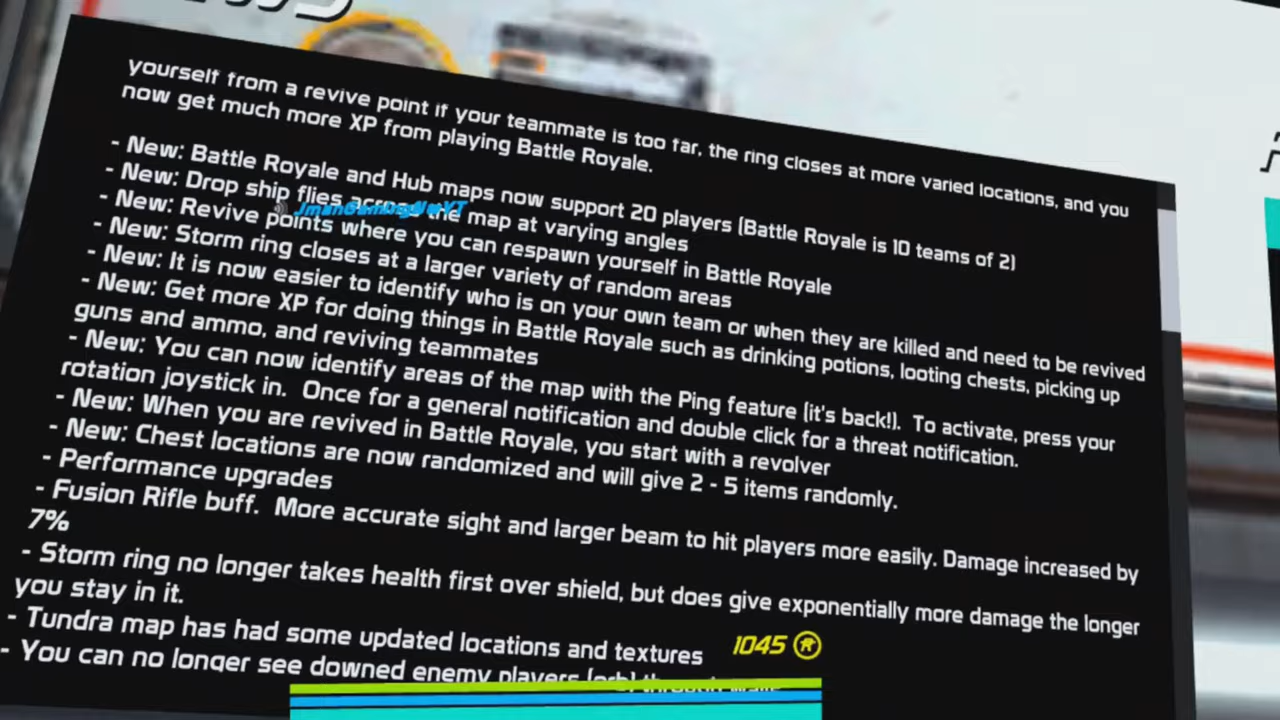 yourself from a revive point if your teammate is too far, the ring closes at more varied locations, and you
now get much more XP from playing Battle Royale.
- New: Battle Royale and Hub maps now support 20 players (Battle Royale is 10 teams of 2)
- New: Drop ship flies across the map at varying angles
JmanGamingNwYT
- New: Revive points where you can respawn yourself in Battle Royale
- New: Storm ring closes at a larger variety of random areas
- New: It is now easier to identify who is on your own team or when they are killed and need to be revived
- New: Get more XP for doing things in Battle Royale such as drinking potions, looting chests, picking up
guns and ammo, and reviving teammates
- New: You can now identify areas of the map with the Ping feature (it's back!). To activate, press your
rotation joystick in. Once for a general notification and double click for a threat notification.
- New: When you are revived in Battle Royale, you start with a revolver
- New: Chest locations are now randomized and will give 2 - 5 items randomly.
- Performance upgrades
- Fusion Rifle buff. More accurate sight and larger beam to hit players more easily. Damage increased by
7%
- Storm ring no longer takes health first over shield, but does give exponentially more damage the longer
you stay in it.
- Tundra map has had some updated locations and textures
1045 R
- You can no longer see downed enemy players (orb) through walls